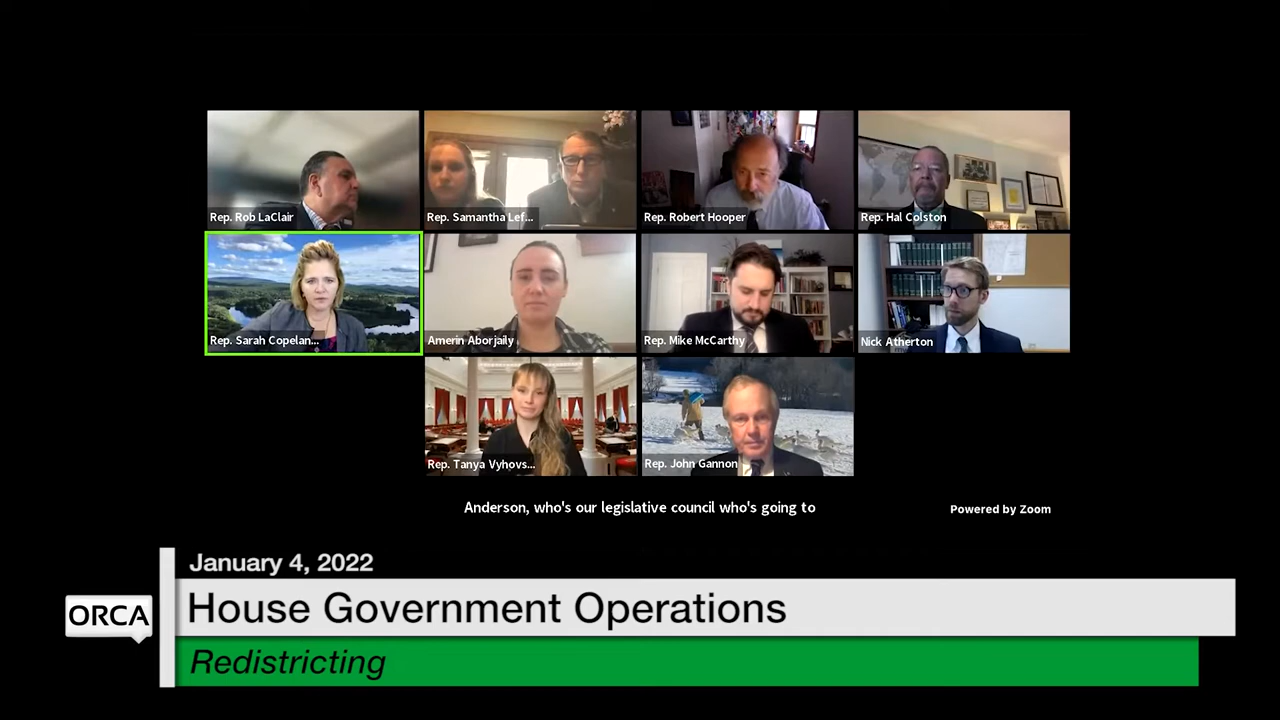 Rep. Rob LaClair
Rep. Samantha Lef...
Rep. Robert Hooper
Rep. Hal Colston
Rep. Sarah Copelan...
Amerin Aborjaily
Rep. Mike McCarthy
Nick Atherton
Rep. Tanya Vyhovs...
Rep. John Gannon
Anderson, who's our legislative council who's going to
Powered by Zoom
January 4, 2022
ORCA
House Government Operations
Redistricting